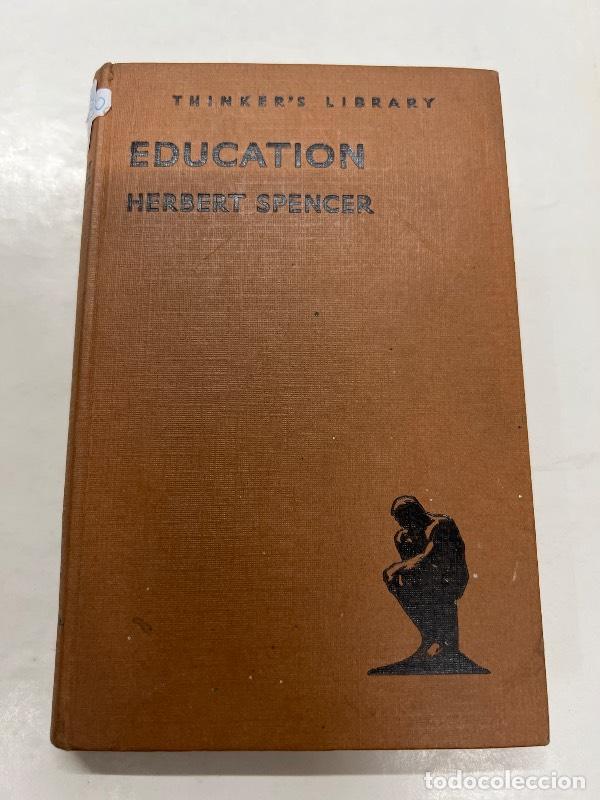 THINKER'S LIBRARY
EDUCATION
HERBERT SPENCER
todocoleccion